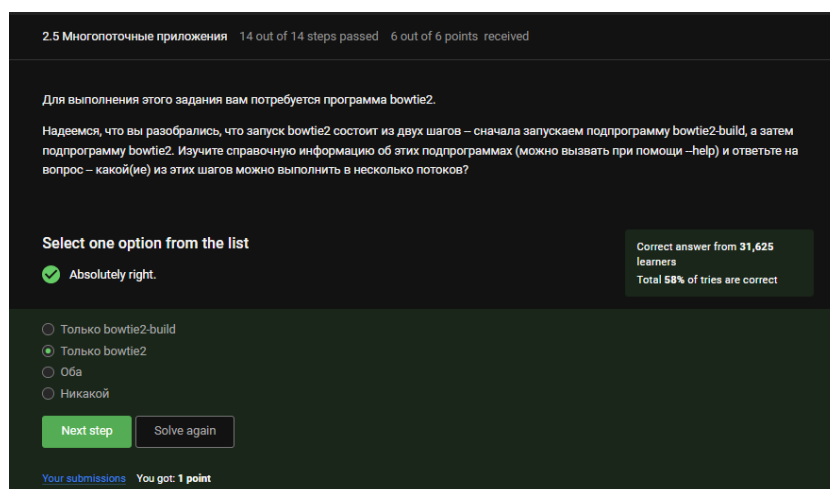 2.5 Многопоточные приложения 14 out of 14 steps passed 6 out of 6 points received
Для выполнения этого задания вам потребуется программа bowtie2.
Надеемся, что вы разобрались, что запуск bowtie2 состоит из двух шагов – сначала запускаем подпрограмму bowtie2-build, а затем
подпрограмму bowtie2. Изучите справочную информацию об этих подпрограммах (можно вызвать при помощи –help) и ответьте на
вопрос – какой(ие) из этих шагов можно выполнить в несколько потоков?
Select one option from the list
Absolutely right.
Correct answer from 31,625
learners
Total 58% of tries are correct
Только bowtie2-build
Только bowtie2
Оба
Никакой
Next step Solve again
Your submissions You got: 1 point